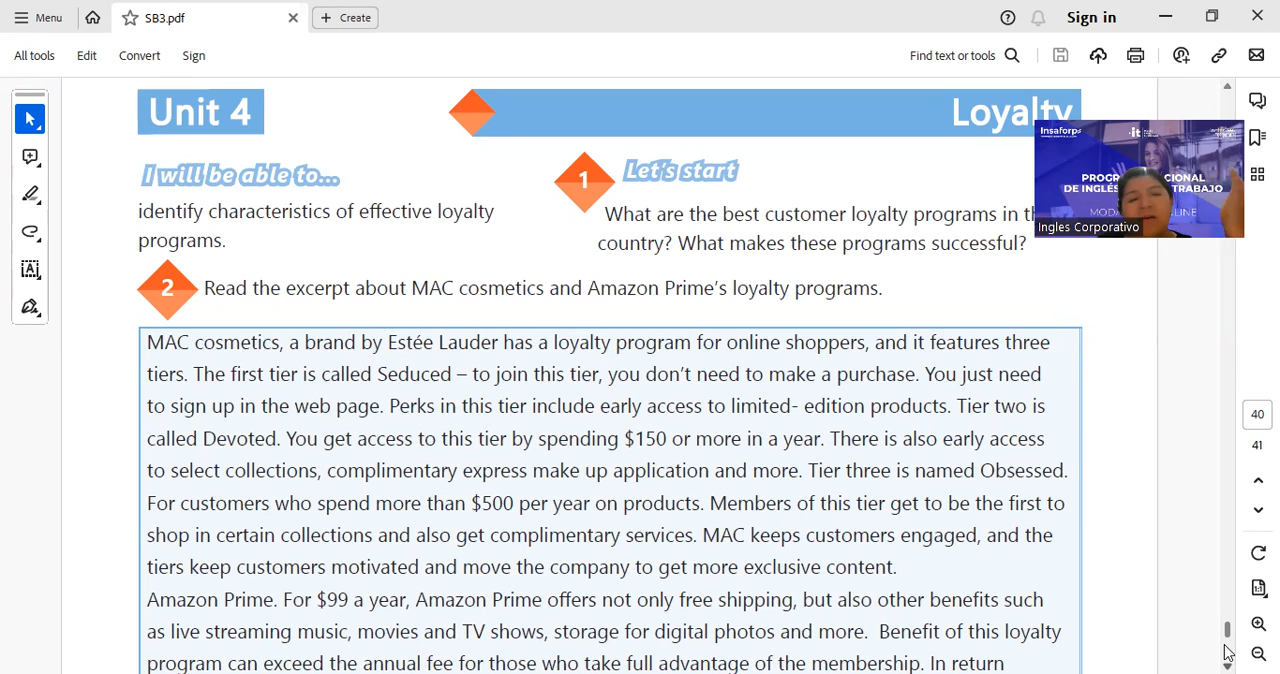 Menu
SB3.pdf
Create
Sign in
All tools
Edit
Convert
Sign
Find text or tools
Unit 4
Loyalty
I will be able to...
identify characteristics of effective loyalty
programs.
1
Let's start
What are the best customer loyalty programs in
country? What makes these programs successful?
Insaforp
it
DE INGLÉS TRABAJO
Ingles Corporativo
2
Read the excerpt about MAC cosmetics and Amazon Prime's loyalty programs.
MAC cosmetics, a brand by Estée Lauder has a loyalty program for online shoppers, and it features three
tiers. The first tier is called Seduced – to join this tier, you don't need to make a purchase. You just need
to sign up in the web page. Perks in this tier include early access to limited- edition products. Tier two is
called Devoted. You get access to this tier by spending $150 or more in a year. There is also early access
to select collections, complimentary express make up application and more. Tier three is named Obsessed.
For customers who spend more than $500 per year on products. Members of this tier get to be the first to
shop in certain collections and also get complimentary services. MAC keeps customers engaged, and the
tiers keep customers motivated and move the company to get more exclusive content.
Amazon Prime. For $99 a year, Amazon Prime offers not only free shipping, but also other benefits such
as live streaming music, movies and TV shows, storage for digital photos and more. Benefit of this loyalty
program can exceed the annual fee for those who take full advantage of the membership. In return
40
41